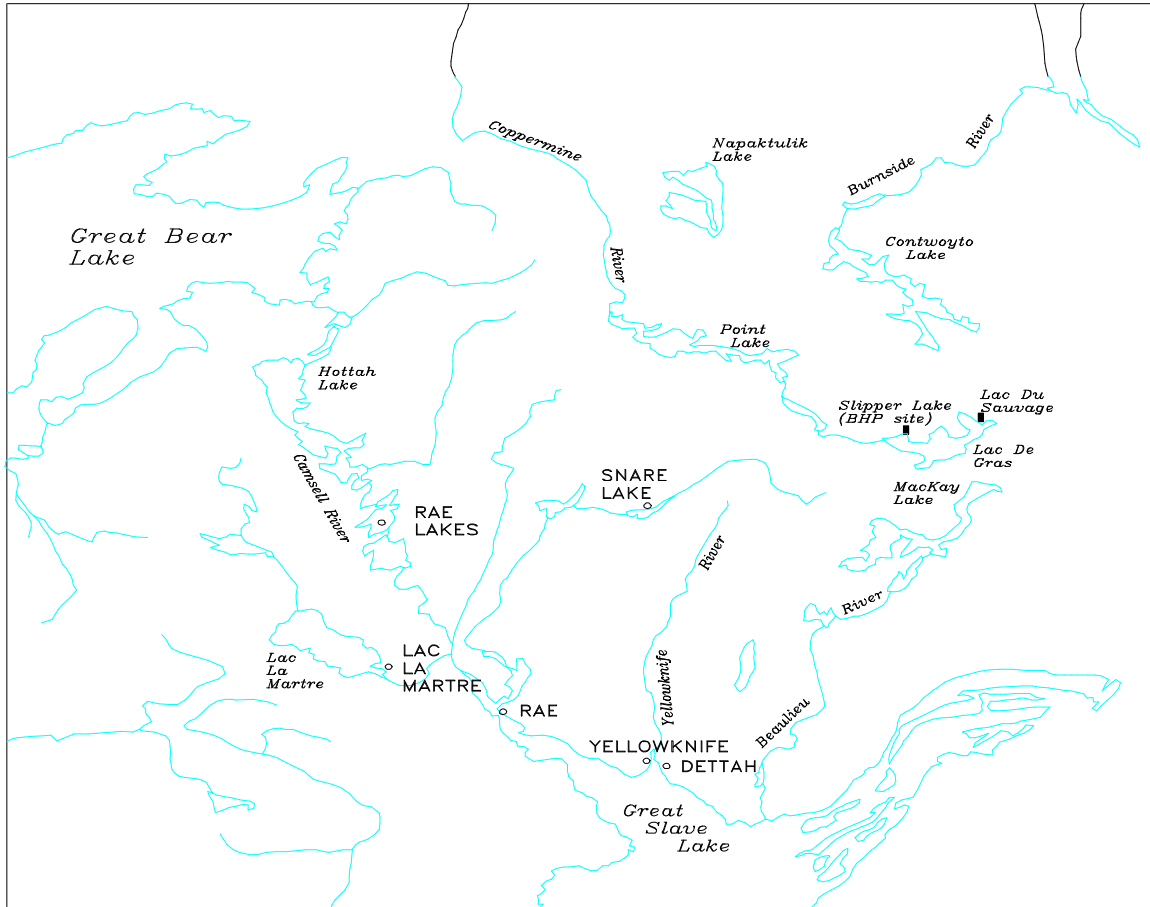 Coppermine
River
Napaktulik
Lake
River
Burnside
Contwoyto
Lake
Great Bear
Lake
River
Point
Lake
Hottah
Lake
Slipper Lake
(BHP site)
Lac Du
Sauvage
Lac De
Gras
MacKay
Lake
Camsell River
SNARE
LAKE
RAE
LAKES
River
River
Lac
La
Martre
LAC
LA
MARTRE
Yellowknife
RAE
Beaulieu
YELLOWKNIFE
DETTAH
Great
Slave
Lake